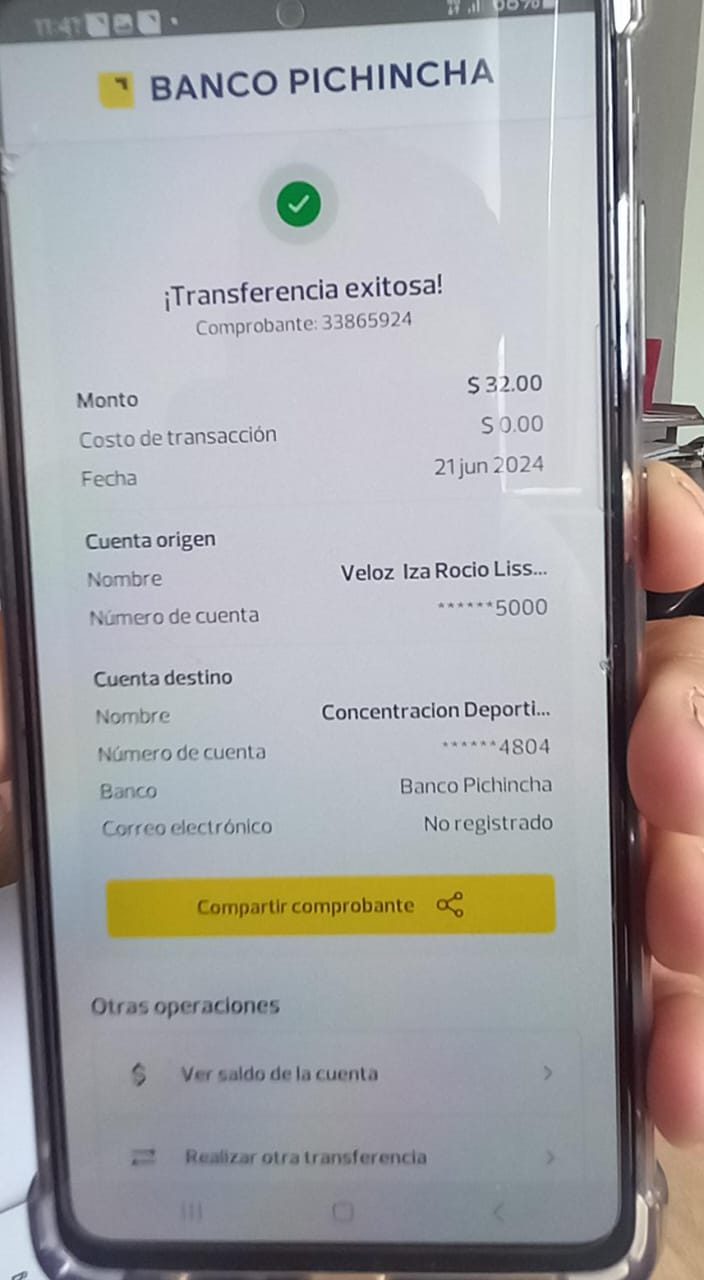 11:41
66%
BANCO PICHINCHA
¡Transferencia exitosa!
Comprobante: 33865924
Monto $ 32.00
Costo de transacción $ 0.00
Fecha 21 jun 2024
Cuenta origen
Nombre Veloz Iza Rocio Liss...
Número de cuenta ******5000
Cuenta destino
Nombre Concentracion Deporti...
Número de cuenta ******4804
Banco Banco Pichincha
Correo electrónico No registrado
Compartir comprobante
Otras operaciones
$ Ver saldo de la cuenta >
Realizar otra transferencia >